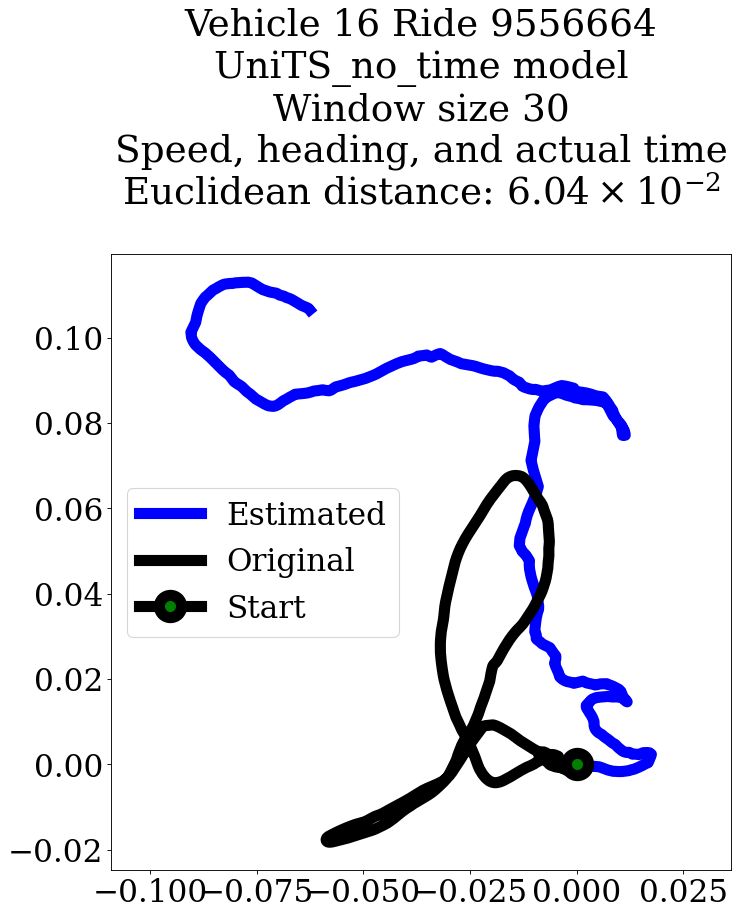 Vehicle 16 Ride 9556664
UniTS_no_time model
Window size 30
Speed, heading, and actual time
Euclidean distance: 6.04 × 10⁻²
0.10
0.08
0.06
0.04
0.02
0.00
−0.02
Estimated
Original
Start
−0.100 −0.075 −0.050 −0.025 0.000 0.025